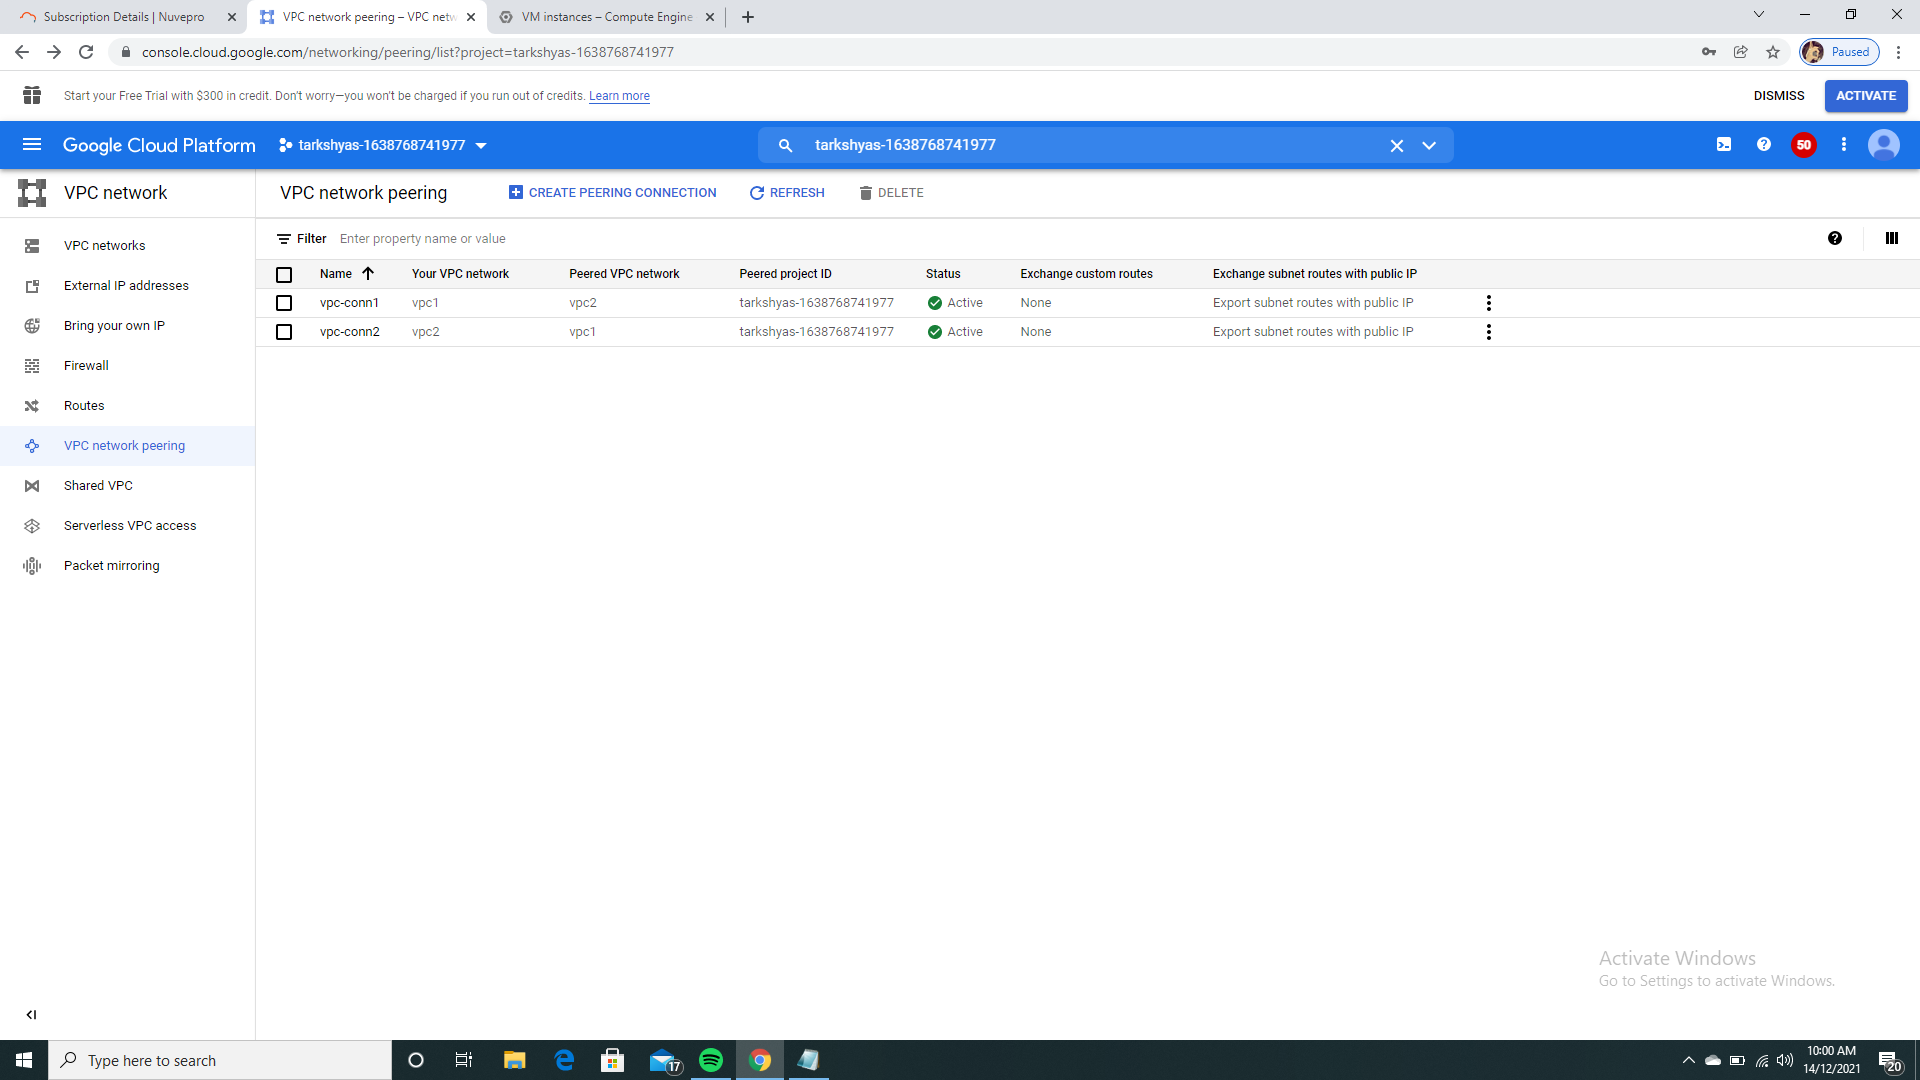 Subscription Details | Nuvepro
VPC network peering – VPC netw
VM instances – Compute Engine
console.cloud.google.com/networking/peering/list?project=tarkshyas-1638768741977
Paused
Start your Free Trial with $300 in credit. Don't worry—you won't be charged if you run out of credits. Learn more
DISMISS
ACTIVATE
Google Cloud Platform
tarkshyas-1638768741977
tarkshyas-1638768741977
50
VPC network
VPC network peering
CREATE PEERING CONNECTION
REFRESH
DELETE
VPC networks
External IP addresses
Bring your own IP
Firewall
Routes
VPC network peering
Shared VPC
Serverless VPC access
Packet mirroring
Filter Enter property name or value
Name Your VPC network Peered VPC network Peered project ID Status Exchange custom routes Exchange subnet routes with public IP
vpc-conn1 vpc1 vpc2 tarkshyas-1638768741977 Active None Export subnet routes with public IP
vpc-conn2 vpc2 vpc1 tarkshyas-1638768741977 Active None Export subnet routes with public IP
Activate Windows
Go to Settings to activate Windows.
Type here to search
17
10:00 AM
14/12/2021
20